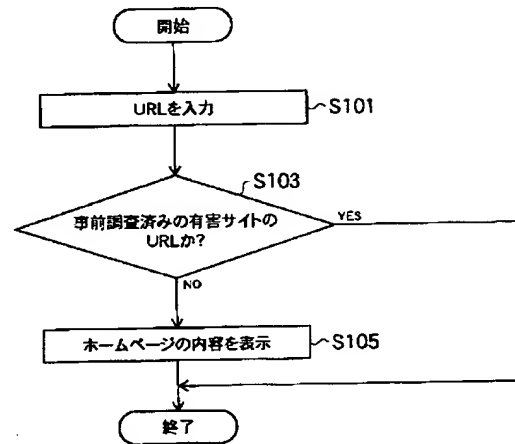 開始
URLを入力
S101
S103
事前調査済みの有害サイトの
URLか?
YES
NO
ホームページの内容を表示
S105
終了